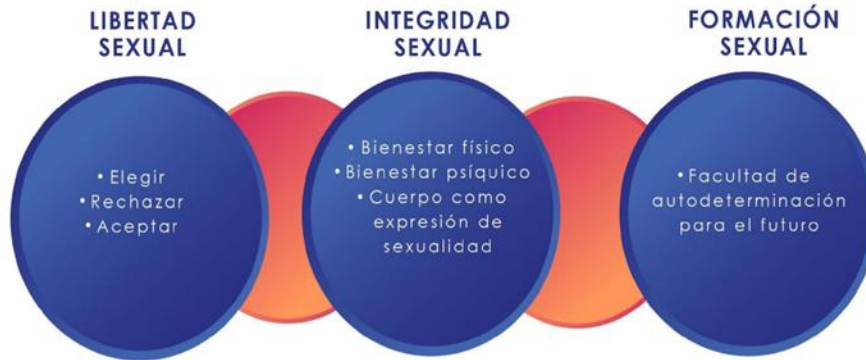 LIBERTAD
SEXUAL
• Elegir
• Rechazar
• Aceptar
INTEGRIDAD
SEXUAL
• Bienestar físico
• Bienestar psíquico
• Cuerpo como
expresión de
sexualidad
FORMACIÓN
SEXUAL
• Facultad de
autodeterminación
para el futuro